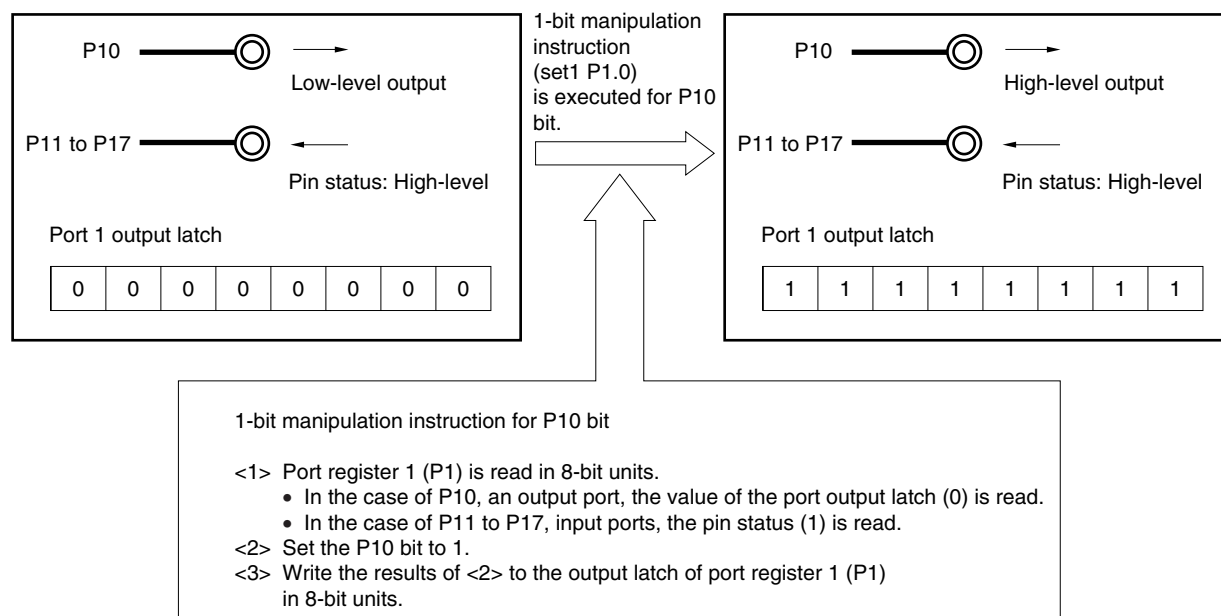 P10
Low-level output
P11 to P17
Pin status: High-level
Port 1 output latch
0 0 0 0 0 0 0 0
1-bit manipulation
instruction
(set1 P1.0)
is executed for P10
bit.
P10
High-level output
P11 to P17
Pin status: High-level
Port 1 output latch
1 1 1 1 1 1 1 1
1-bit manipulation instruction for P10 bit
<1> Port register 1 (P1) is read in 8-bit units.
• In the case of P10, an output port, the value of the port output latch (0) is read.
• In the case of P11 to P17, input ports, the pin status (1) is read.
<2> Set the P10 bit to 1.
<3> Write the results of <2> to the output latch of port register 1 (P1)
in 8-bit units.